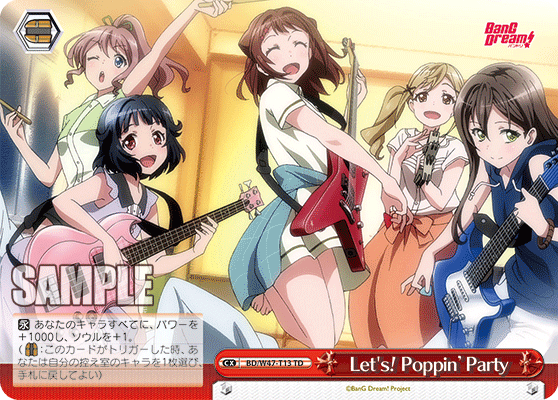 BanG
Dream!
バンドリ!
SAMPLE
永 あなたのキャラすべてに、パワーを
+1000し、ソウルを+1。
( :このカードがトリガーした時、あ
なたは自分の控え室のキャラを1枚選び、
手札に戻してよい)
CX BD/W47-T13 TD Let's! Poppin' Party
©BanG Dream! Project